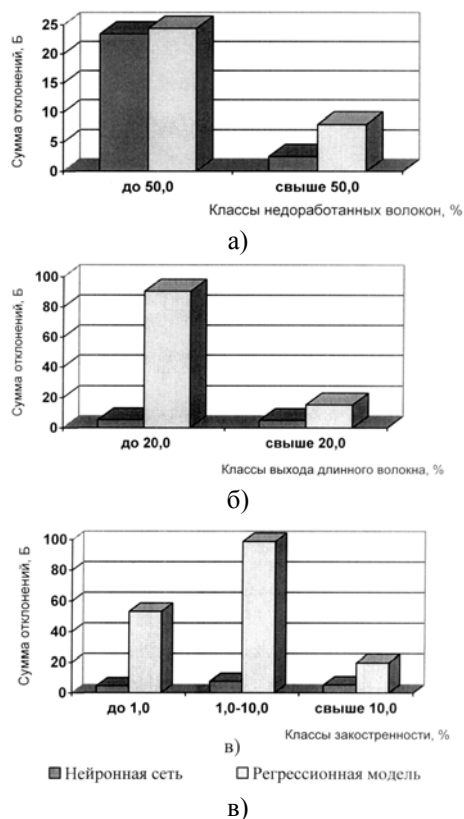 Сумма отклонений, Б
25
20
15
10
5
0
до 50,0 свыше 50,0
Классы недоработанных волокон, %
а)
Сумма отклонений, Б
100
80
60
40
20
0
до 20,0 свыше 20,0
Классы выхода длинного волокна, %
б)
Сумма отклонений, Б
100
80
60
40
20
0
до 1,0 1,0-10,0 свыше 10,0
Классы закостренности, %
в)
Нейронная сеть Регрессионная модель
в)